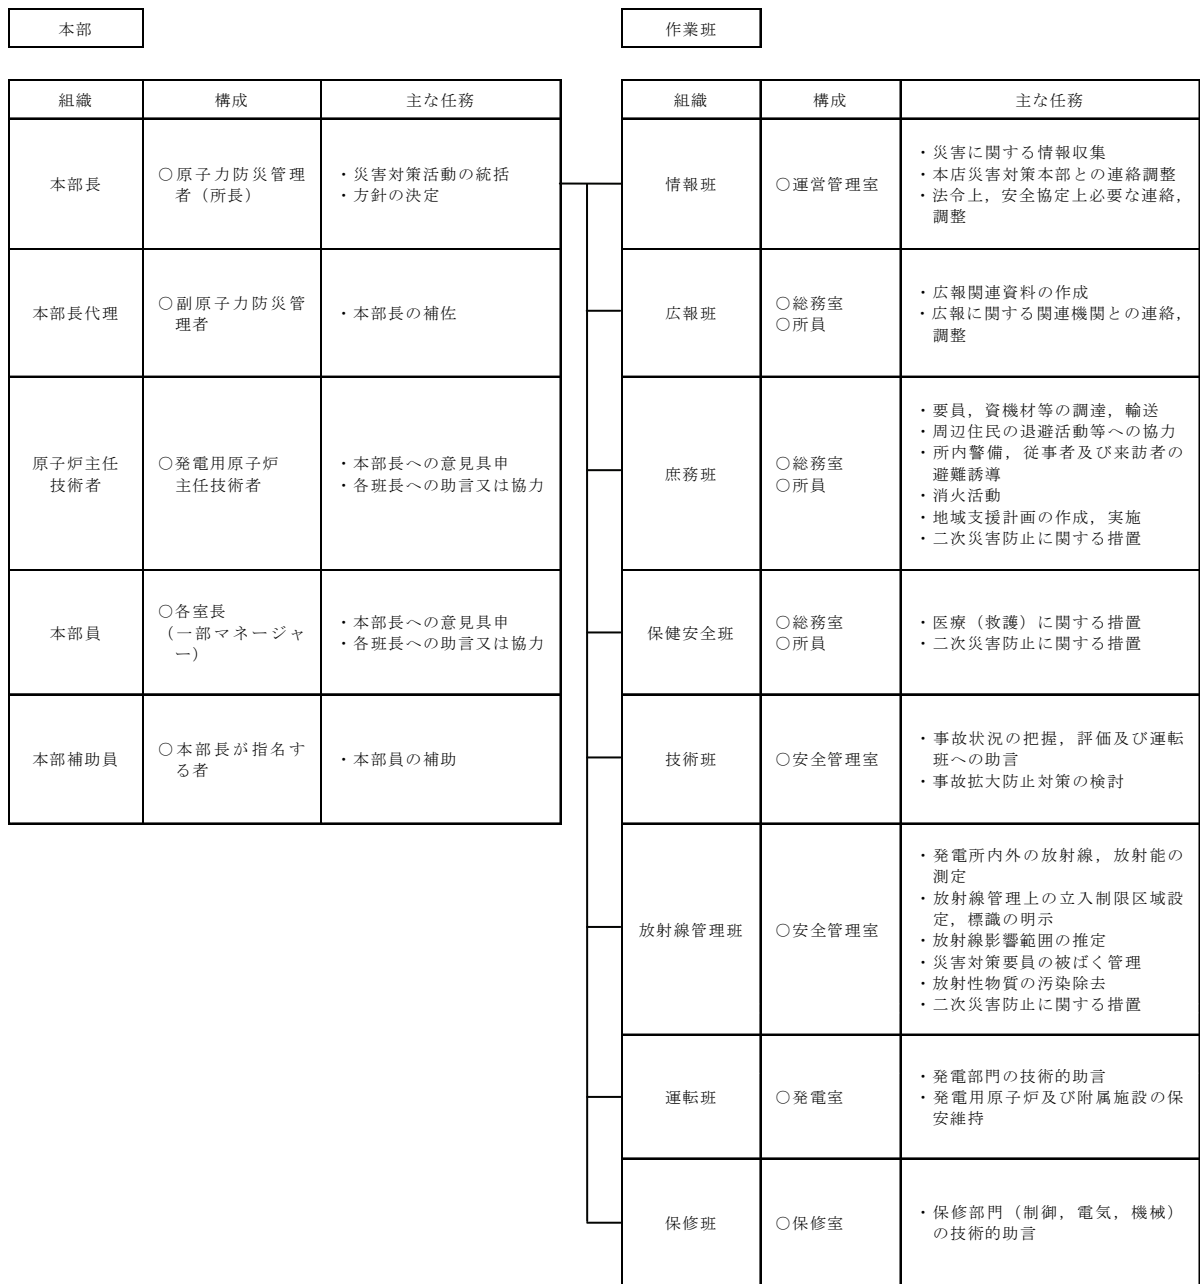 本部
組織
構成
主な任務
本部長
○原子力防災管理
者（所長）
・災害対策活動の統括
・方針の決定
本部長代理
○副原子力防災管
理者
・本部長の補佐
原子炉主任
技術者
○発電用原子炉
主任技術者
・本部長への意見具申
・各班長への助言又は協力
本部員
○各室長
（一部マネージャ
ー）
・本部長への意見具申
・各班長への助言又は協力
本部補助員
○本部長が指名す
る者
・本部員の補助
作業班
組織
構成
主な任務
情報班
○運営管理室
・災害に関する情報収集
・本店災害対策本部との連絡調整
・法令上，安全協定上必要な連絡，
調整
広報班
○総務室
○所員
・広報関連資料の作成
・広報に関する関連機関との連絡，
調整
庶務班
○総務室
○所員
・要員，資機材等の調達，輸送
・周辺住民の退避活動等への協力
・所内警備，従事者及び来訪者の
避難誘導
・消火活動
・地域支援計画の作成，実施
・二次災害防止に関する措置
保健安全班
○総務室
○所員
・医療（救護）に関する措置
・二次災害防止に関する措置
技術班
○安全管理室
・事故状況の把握，評価及び運転
班への助言
・事故拡大防止対策の検討
放射線管理班
○安全管理室
・発電所内外の放射線，放射能の
測定
・放射線管理上の立入制限区域設
定，標識の明示
・放射線影響範囲の推定
・災害対策要員の被ばく管理
・放射性物質の汚染除去
・二次災害防止に関する措置
運転班
○発電室
・発電部門の技術的助言
・発電用原子炉及び附属施設の保
安維持
保修班
○保修室
・保修部門（制御，電気，機械）
の技術的助言